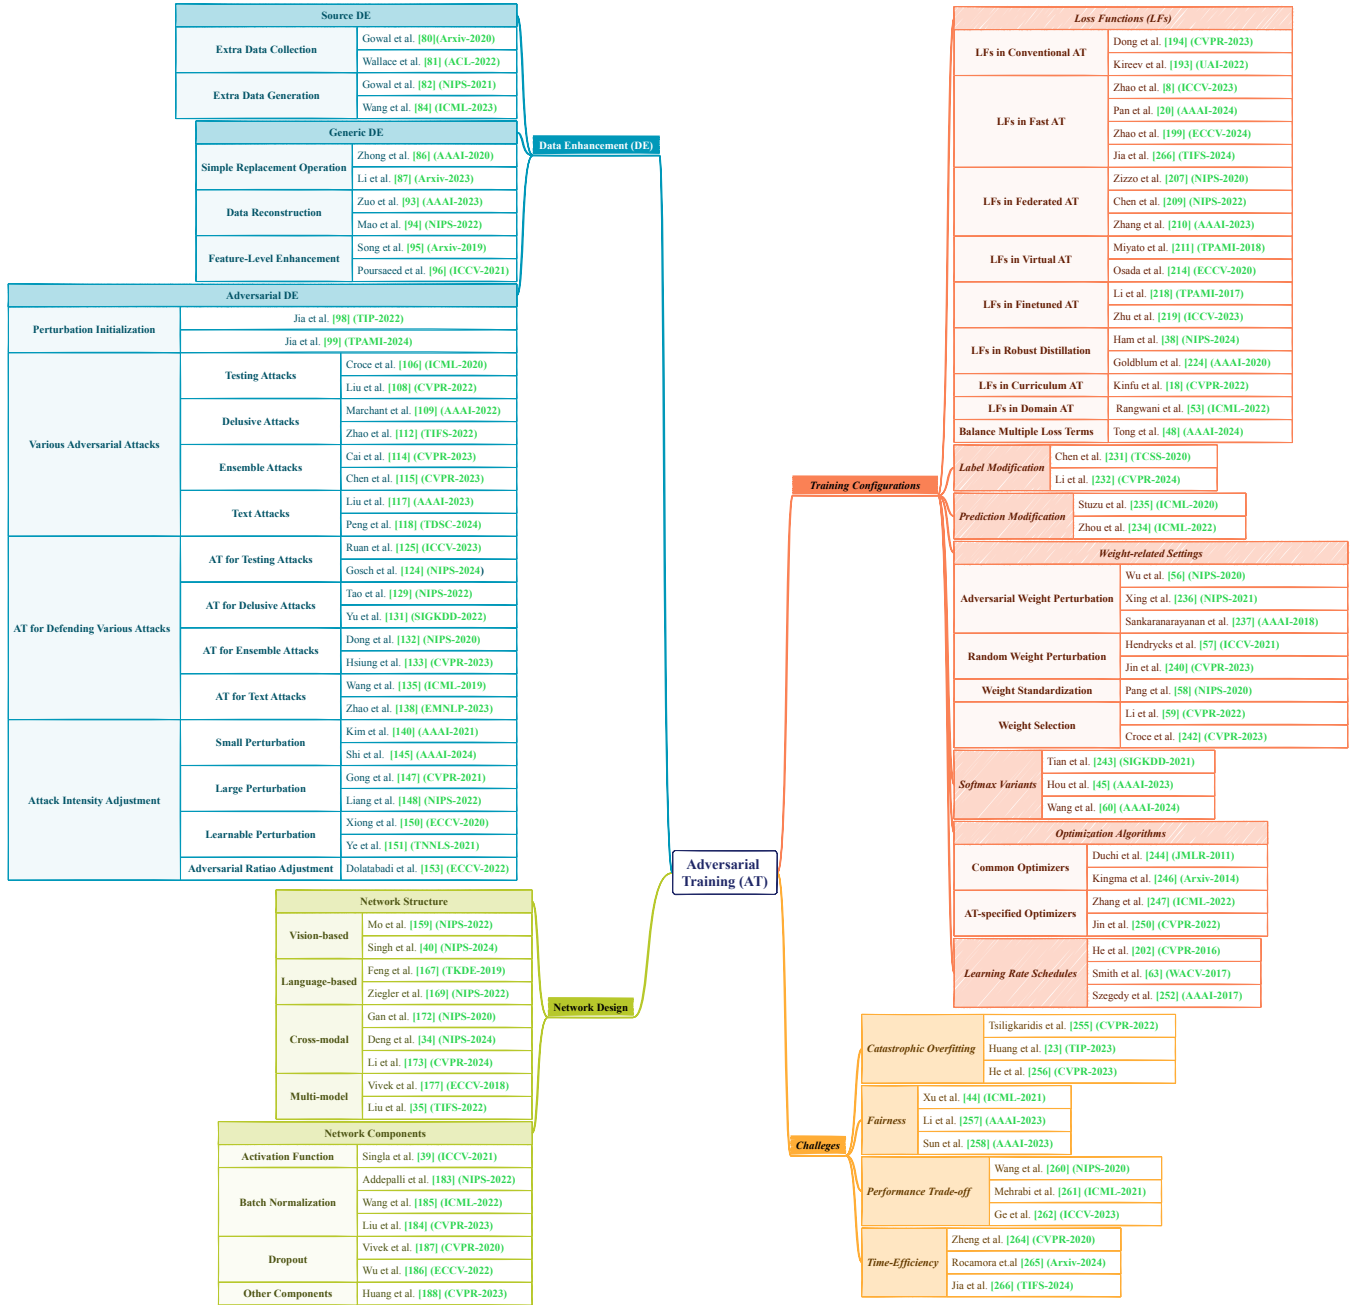 Source DE
Extra Data Collection
Gowal et al. [80](Arxiv-2020)
Wallace et al. [81] (ACL-2022)
Extra Data Generation
Gowal et al. [82] (NIPS-2021)
Wang et al. [84] (ICML-2023)
Generic DE
Simple Replacement Operation
Zhong et al. [86] (AAAI-2020)
Li et al. [87] (Arxiv-2023)
Data Reconstruction
Zuo et al. [93] (AAAI-2023)
Mao et al. [94] (NIPS-2022)
Feature-Level Enhancement
Song et al. [95] (Arxiv-2019)
Poursaeed et al. [96] (ICCV-2021)
Data Enhancement (DE)
Adversarial DE
Perturbation Initialization
Jia et al. [98] (TIP-2022)
Jia et al. [99] (TPAMI-2024)
Various Adversarial Attacks
Testing Attacks
Croce et al. [106] (ICML-2020)
Liu et al. [108] (CVPR-2022)
Delusive Attacks
Marchant et al. [109] (AAAI-2022)
Zhao et al. [112] (TIFS-2022)
Ensemble Attacks
Cai et al. [114] (CVPR-2023)
Chen et al. [115] (CVPR-2023)
Text Attacks
Liu et al. [117] (AAAI-2023)
Peng et al. [118] (TDSC-2024)
AT for Defending Various Attacks
AT for Testing Attacks
Ruan et al. [125] (ICCV-2023)
Gosch et al. [124] (NIPS-2024)
AT for Delusive Attacks
Tao et al. [129] (NIPS-2022)
Yu et al. [131] (SIGKDD-2022)
AT for Ensemble Attacks
Dong et al. [132] (NIPS-2020)
Hsiung et al. [133] (CVPR-2023)
AT for Text Attacks
Wang et al. [135] (ICML-2019)
Zhao et al. [138] (EMNLP-2023)
Attack Intensity Adjustment
Small Perturbation
Kim et al. [140] (AAAI-2021)
Shi et al. [145] (AAAI-2024)
Large Perturbation
Gong et al. [147] (CVPR-2021)
Liang et al. [148] (NIPS-2022)
Learnable Perturbation
Xiong et al. [150] (ECCV-2020)
Ye et al. [151] (TNNLS-2021)
Adversarial Ratiao Adjustment
Dolatabadi et al. [153] (ECCV-2022)
Adversarial
Training (AT)
Network Structure
Vision-based
Mo et al. [159] (NIPS-2022)
Singh et al. [40] (NIPS-2024)
Language-based
Feng et al. [167] (TKDE-2019)
Ziegler et al. [169] (NIPS-2022)
Cross-modal
Gan et al. [172] (NIPS-2020)
Deng et al. [34] (NIPS-2024)
Li et al. [173] (CVPR-2024)
Multi-model
Vivek et al. [177] (ECCV-2018)
Liu et al. [35] (TIFS-2022)
Network Design
Network Components
Activation Function
Singla et al. [39] (ICCV-2021)
Batch Normalization
Addepalli et al. [183] (NIPS-2022)
Wang et al. [185] (ICML-2022)
Liu et al. [184] (CVPR-2023)
Dropout
Vivek et al. [187] (CVPR-2020)
Wu et al. [186] (ECCV-2022)
Other Components
Huang et al. [188] (CVPR-2023)
Loss Functions (LFs)
LFs in Conventional AT
Dong et al. [194] (CVPR-2023)
Kireev et al. [193] (UAI-2022)
LFs in Fast AT
Zhao et al. [8] (ICCV-2023)
Pan et al. [20] (AAAI-2024)
Zhao et al. [199] (ECCV-2024)
Jia et al. [266] (TIFS-2024)
LFs in Federated AT
Zizzo et al. [207] (NIPS-2020)
Chen et al. [209] (NIPS-2022)
Zhang et al. [210] (AAAI-2023)
LFs in Virtual AT
Miyato et al. [211] (TPAMI-2018)
Osada et al. [214] (ECCV-2020)
LFs in Finetuned AT
Li et al. [218] (TPAMI-2017)
Zhu et al. [219] (ICCV-2023)
LFs in Robust Distillation
Ham et al. [38] (NIPS-2024)
Goldblum et al. [224] (AAAI-2020)
LFs in Curriculum AT
Kinfu et al. [18] (CVPR-2022)
LFs in Domain AT
Rangwani et al. [53] (ICML-2022)
Balance Multiple Loss Terms
Tong et al. [48] (AAAI-2024)
Training Configurations
Label Modification
Chen et al. [231] (TCSS-2020)
Li et al. [232] (CVPR-2024)
Prediction Modification
Stuzu et al. [235] (ICML-2020)
Zhou et al. [234] (ICML-2022)
Weight-related Settings
Adversarial Weight Perturbation
Wu et al. [56] (NIPS-2020)
Xing et al. [236] (NIPS-2021)
Sankaranarayanan et al. [237] (AAAI-2018)
Random Weight Perturbation
Hendrycks et al. [57] (ICCV-2021)
Jin et al. [240] (CVPR-2023)
Weight Standardization
Pang et al. [58] (NIPS-2020)
Weight Selection
Li et al. [59] (CVPR-2022)
Croce et al. [242] (CVPR-2023)
Softmax Variants
Tian et al. [243] (SIGKDD-2021)
Hou et al. [45] (AAAI-2023)
Wang et al. [60] (AAAI-2024)
Optimization Algorithms
Common Optimizers
Duchi et al. [244] (JMLR-2011)
Kingma et al. [246] (Arxiv-2014)
AT-specified Optimizers
Zhang et al. [247] (ICML-2022)
Jin et al. [250] (CVPR-2022)
Learning Rate Schedules
He et al. [202] (CVPR-2016)
Smith et al. [63] (WACV-2017)
Szegedy et al. [252] (AAAI-2017)
Challeges
Catastrophic Overfitting
Tsiligkaridis et al. [255] (CVPR-2022)
Huang et al. [23] (TIP-2023)
He et al. [256] (CVPR-2023)
Fairness
Xu et al. [44] (ICML-2021)
Li et al. [257] (AAAI-2023)
Sun et al. [258] (AAAI-2023)
Performance Trade-off
Wang et al. [260] (NIPS-2020)
Mehrabi et al. [261] (ICML-2021)
Ge et al. [262] (ICCV-2023)
Time-Efficiency
Zheng et al. [264] (CVPR-2020)
Rocamora et.al [265] (Arxiv-2024)
Jia et al. [266] (TIFS-2024)